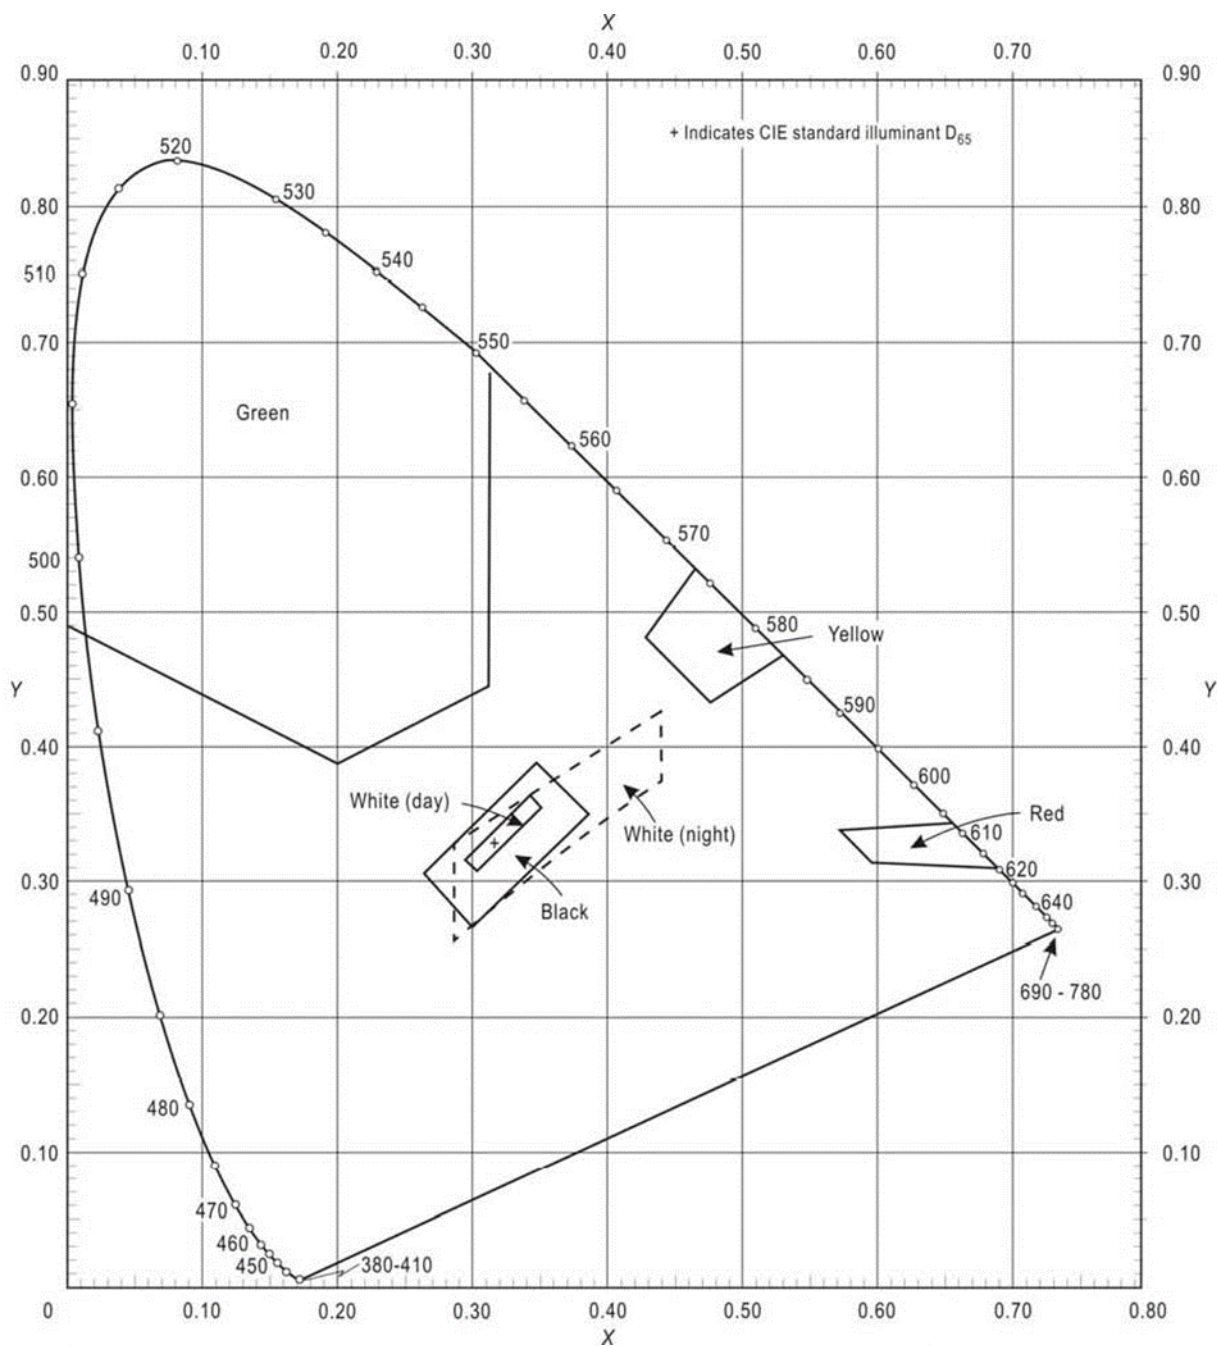 X
0.10 0.20 0.30 0.40 0.50 0.60 0.70
0.90 0.90
+ Indicates CIE standard illuminant D65
520
530
0.80 0.80
540
510
550
0.70 0.70
Green
560
0.60 0.60
570
500
0.50 0.50
580
Yellow
Y Y
590
0.40 0.40
600
White (day)
Red
White (night)
610
620
0.30 0.30
490
640
Black
690 - 780
0.20 0.20
480
0.10 0.10
470
460
450 380-410
0 0.10 0.20 0.30 0.40 0.50 0.60 0.70 0.80
X